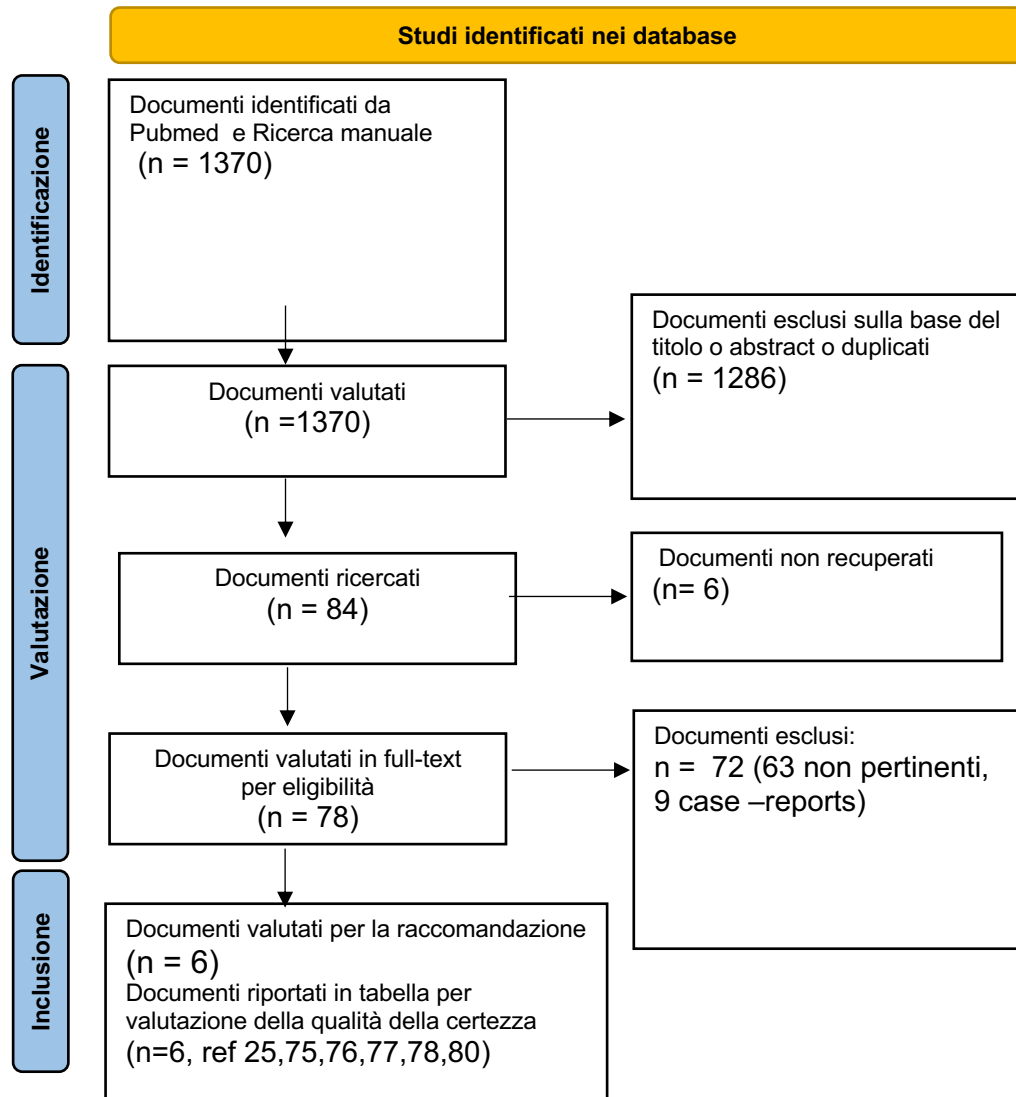 Studi identificati nei database
Identificazione
Documenti identificati da
Pubmed e Ricerca manuale
(n = 1370)
Documenti esclusi sulla base del
titolo o abstract o duplicati
(n = 1286)
Valutazione
Documenti valutati
(n =1370)
Documenti ricercati
(n = 84)
Documenti non recuperati
(n= 6)
Documenti valutati in full-text
per eligibilità
(n = 78)
Documenti esclusi:
n = 72 (63 non pertinenti,
9 case –reports)
Inclusione
Documenti valutati per la raccomandazione
(n = 6)
Documenti riportati in tabella per
valutazione della qualità della certezza
(n=6, ref 25,75,76,77,78,80)